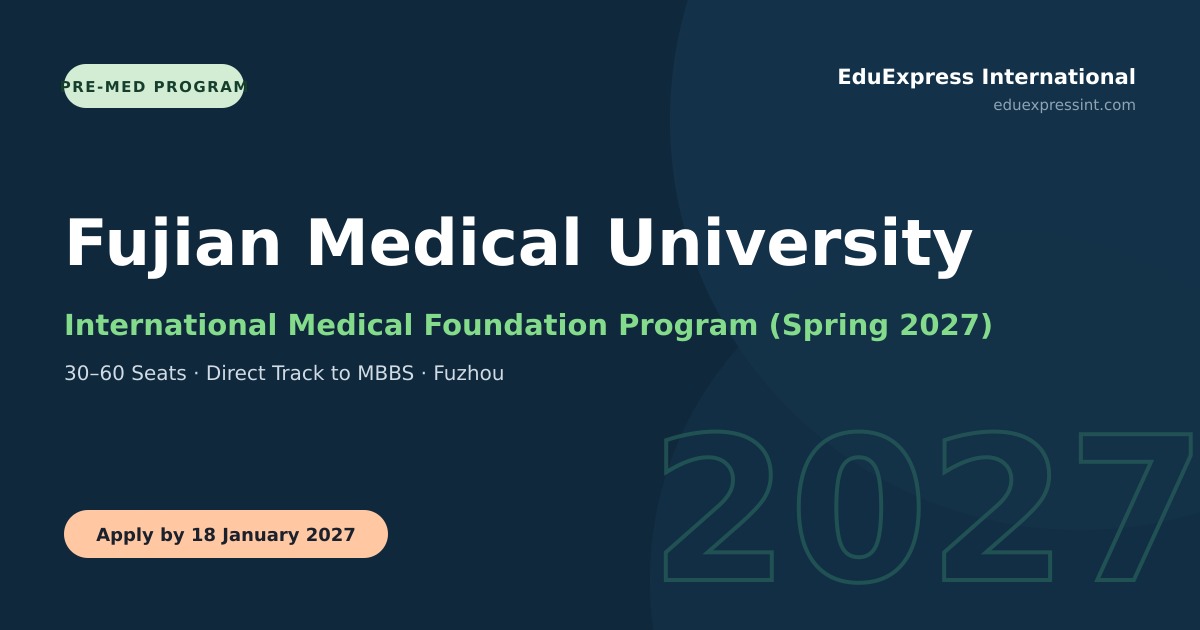 PRE-MED PROGRAM
EduExpress International
eduexpressint.com
Fujian Medical University
International Medical Foundation Program (Spring 2027)
30–60 Seats · Direct Track to MBBS · Fuzhou
2027
Apply by 18 January 2027